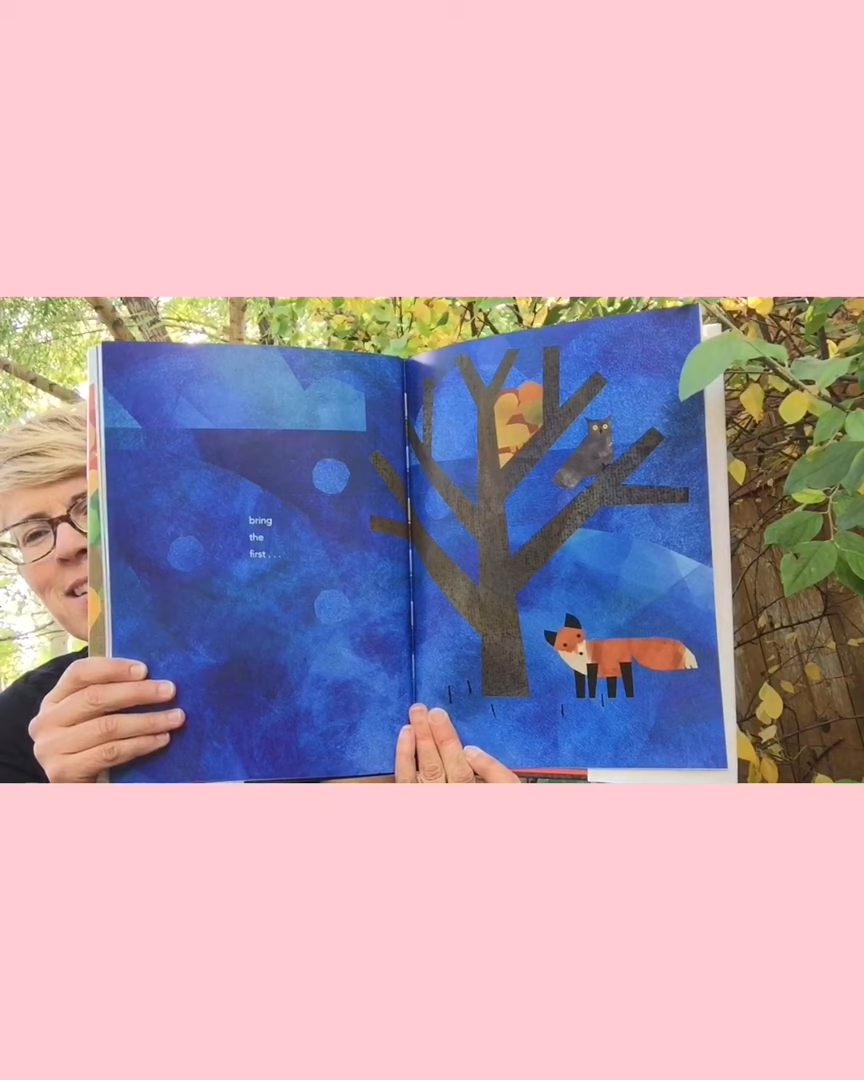 bring
the
first . . .